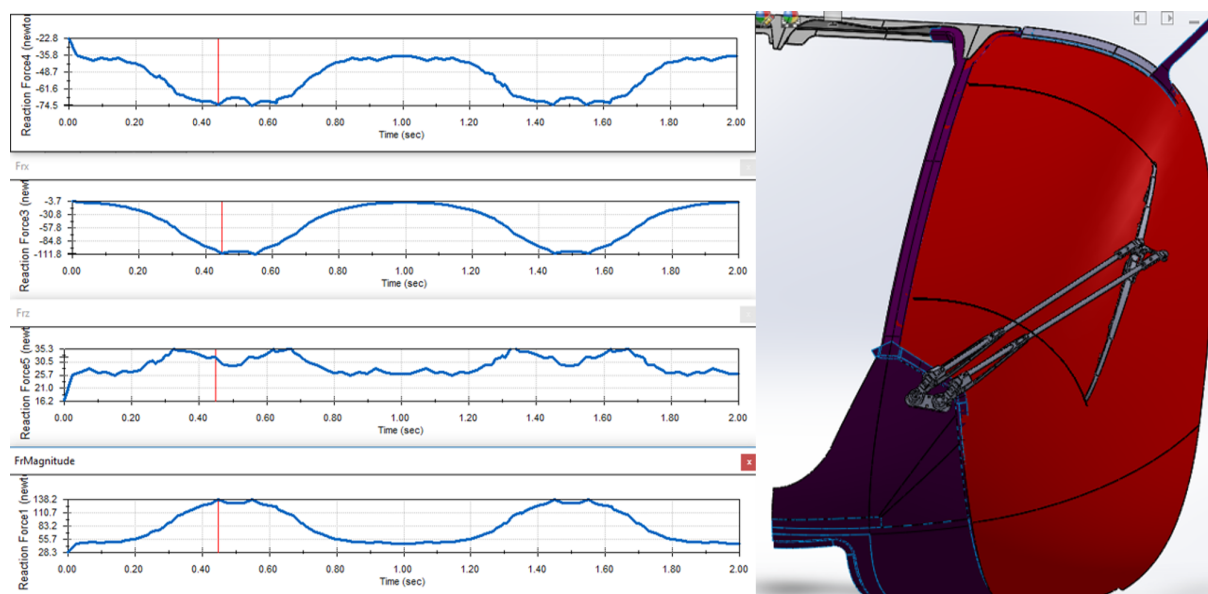 Reaction Force4 (newto
-22.8
-35.8
-48.7
-61.6
-74.5
0.00 0.20 0.40 0.60 0.80 1.00 1.20 1.40 1.60 1.80 2.00
Time (sec)
Frx
Reaction Force3 (newt
-3.7
-30.8
-57.8
-84.8
-111.8
0.00 0.20 0.40 0.60 0.80 1.00 1.20 1.40 1.60 1.80 2.00
Time (sec)
Frz
Reaction Force5 (newt
35.3
30.5
25.7
21.0
16.2
0.00 0.20 0.40 0.60 0.80 1.00 1.20 1.40 1.60 1.80 2.00
Time (sec)
FrMagnitude
x
Reaction Force1 (newto
138.2
110.7
83.2
55.7
28.3
0.00 0.20 0.40 0.60 0.80 1.00 1.20 1.40 1.60 1.80 2.00
Time (sec)